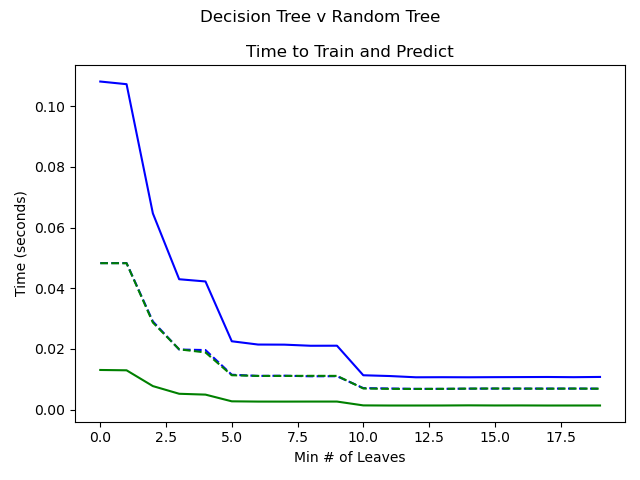 Decision Tree v Random Tree
Time to Train and Predict
Time (seconds)
0.10
0.08
0.06
0.04
0.02
0.00
0.0 2.5 5.0 7.5 10.0 12.5 15.0 17.5
Min # of Leaves